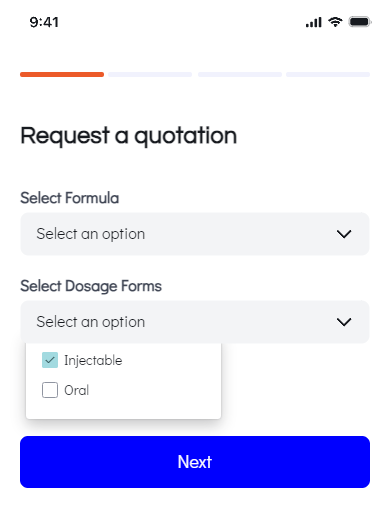 9:41
Request a quotation
Select Formula
Select an option
Select Dosage Forms
Select an option
Injectable
Oral
Next